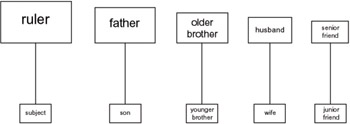 ruler
father
older
brother
husband
senior
friend
subject
son
younger
brother
wife
junior
friend